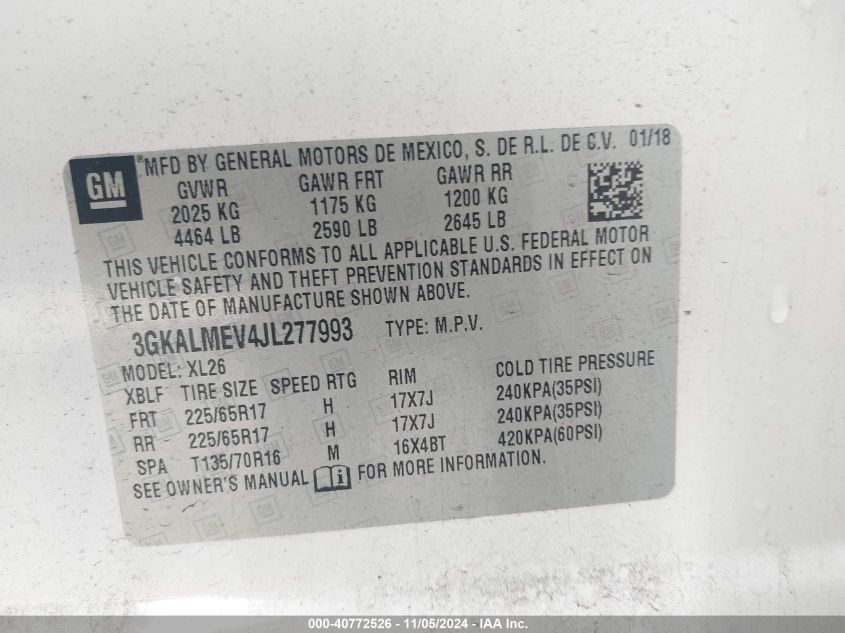 GM
®MFD BY GENERAL MOTORS DE MEXICO, S. DE R.L. DE C.V. 01/18
GVWR GAWR FRT GAWR RR
2025 KG 1175 KG 1200 KG
4464 LB 2590 LB 2645 LB
THIS VEHICLE CONFORMS TO ALL APPLICABLE U.S. FEDERAL MOTOR
VEHICLE SAFETY AND THEFT PREVENTION STANDARDS IN EFFECT ON
THE DATE OF MANUFACTURE SHOWN ABOVE.
3GKALMEV4JL277993 TYPE: M.P.V.
MODEL: XL26
XBLF TIRE SIZE SPEED RTG RIM COLD TIRE PRESSURE
FRT 225/65R17 H 17X7J 240KPA(35PSI)
RR 225/65R17 H 17X7J 240KPA(35PSI)
SPA T135/70R16 M 16X4BT 420KPA(60PSI)
SEE OWNER'S MANUAL i FOR MORE INFORMATION.
000-40772526 - 11/05/2024 - IAA Inc.